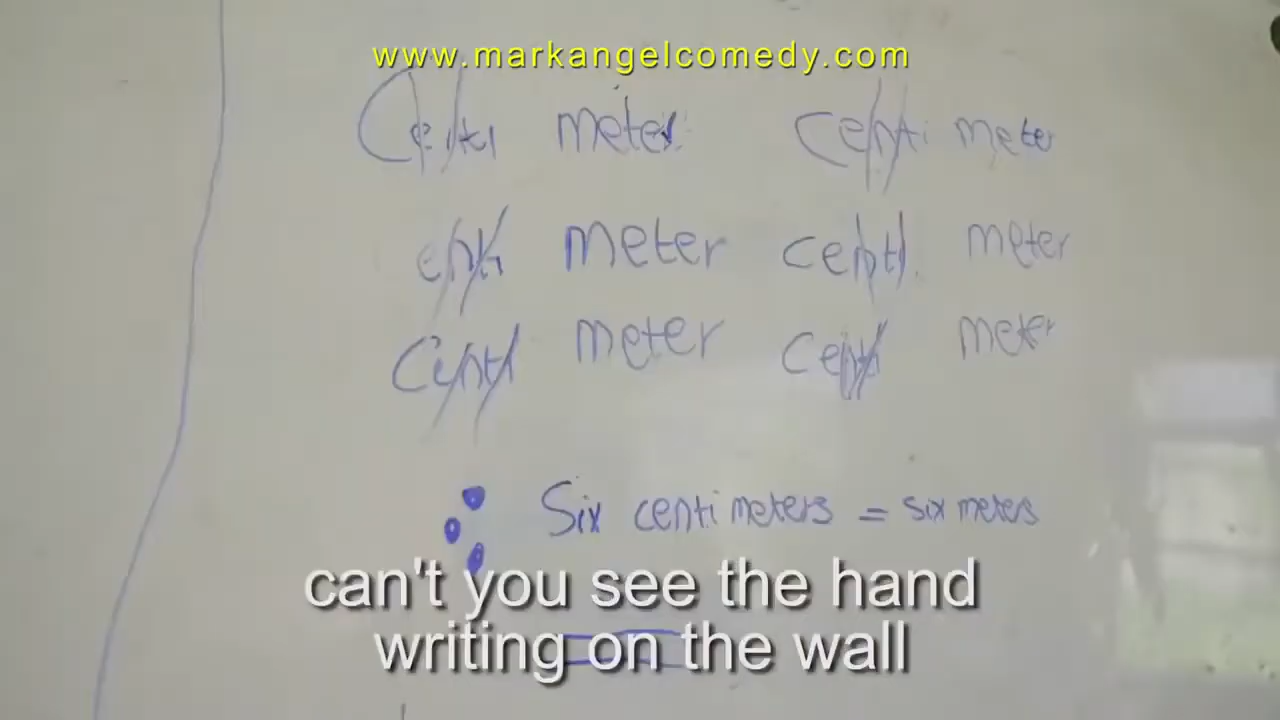 www.markangelcomedy.com
Centi meter centi meter
enti meter centi meter
Centi meter centi meter
Six centimeters = six meters
can't you see the hand
writing on the wall